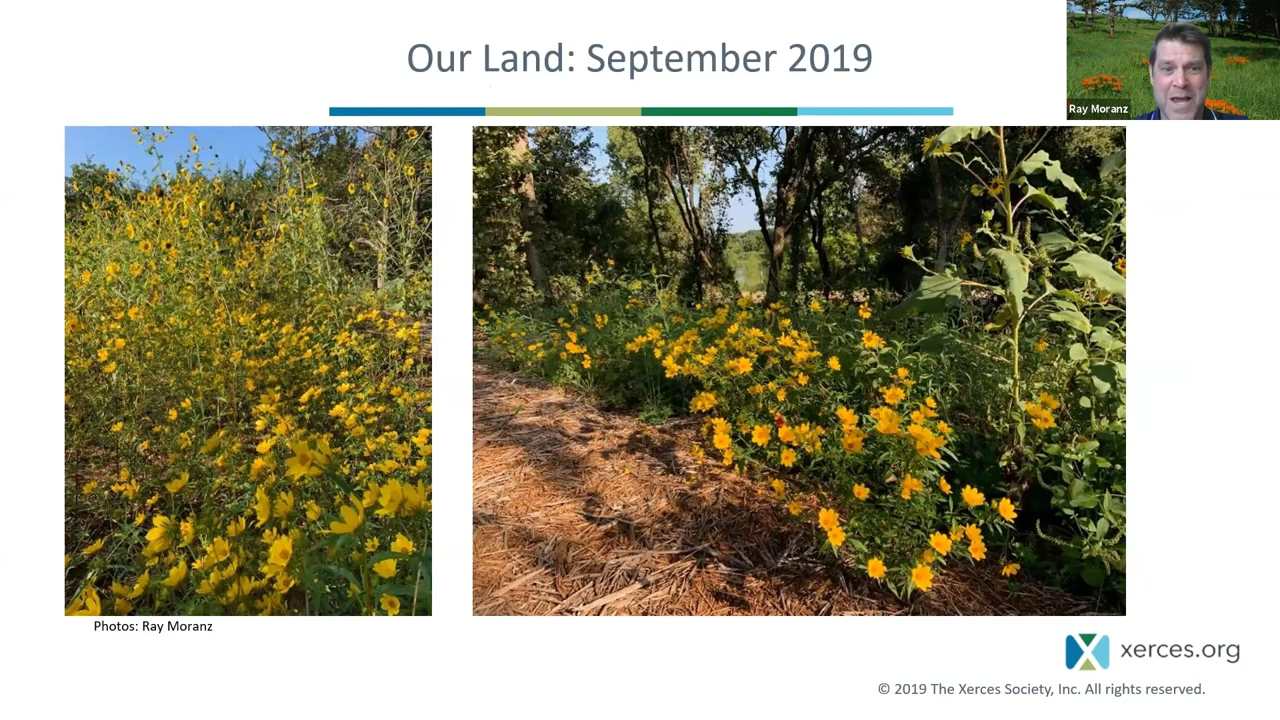 Our Land: September 2019
Ray Moranz
Photos: Ray Moranz
xerces.org
© 2019 The Xerces Society, Inc. All rights reserved.